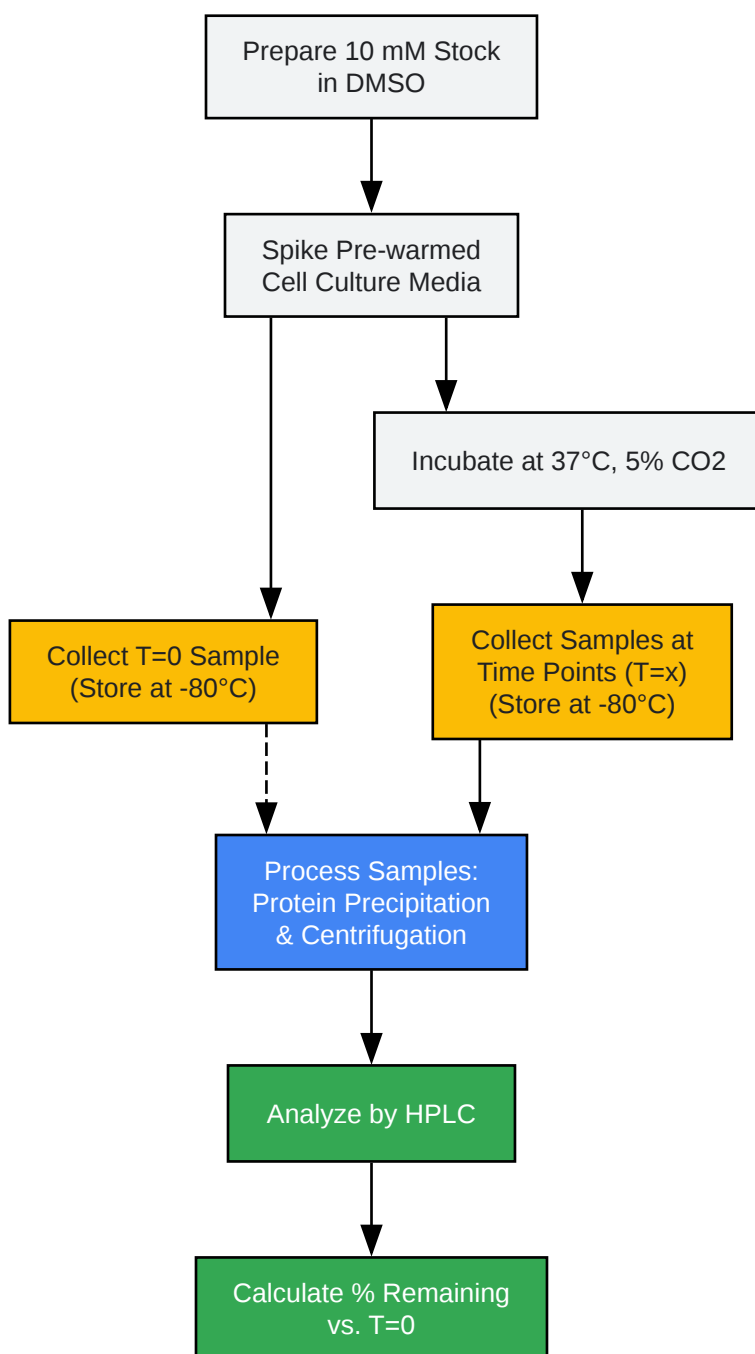 Prepare 10 mM Stock
in DMSO
Spike Pre-warmed
Cell Culture Media
Incubate at 37°C, 5% CO2
Collect T=0 Sample
(Store at -80°C)
Collect Samples at
Time Points (T=x)
(Store at -80°C)
Process Samples:
Protein Precipitation
& Centrifugation
Analyze by HPLC
Calculate % Remaining
vs. T=0